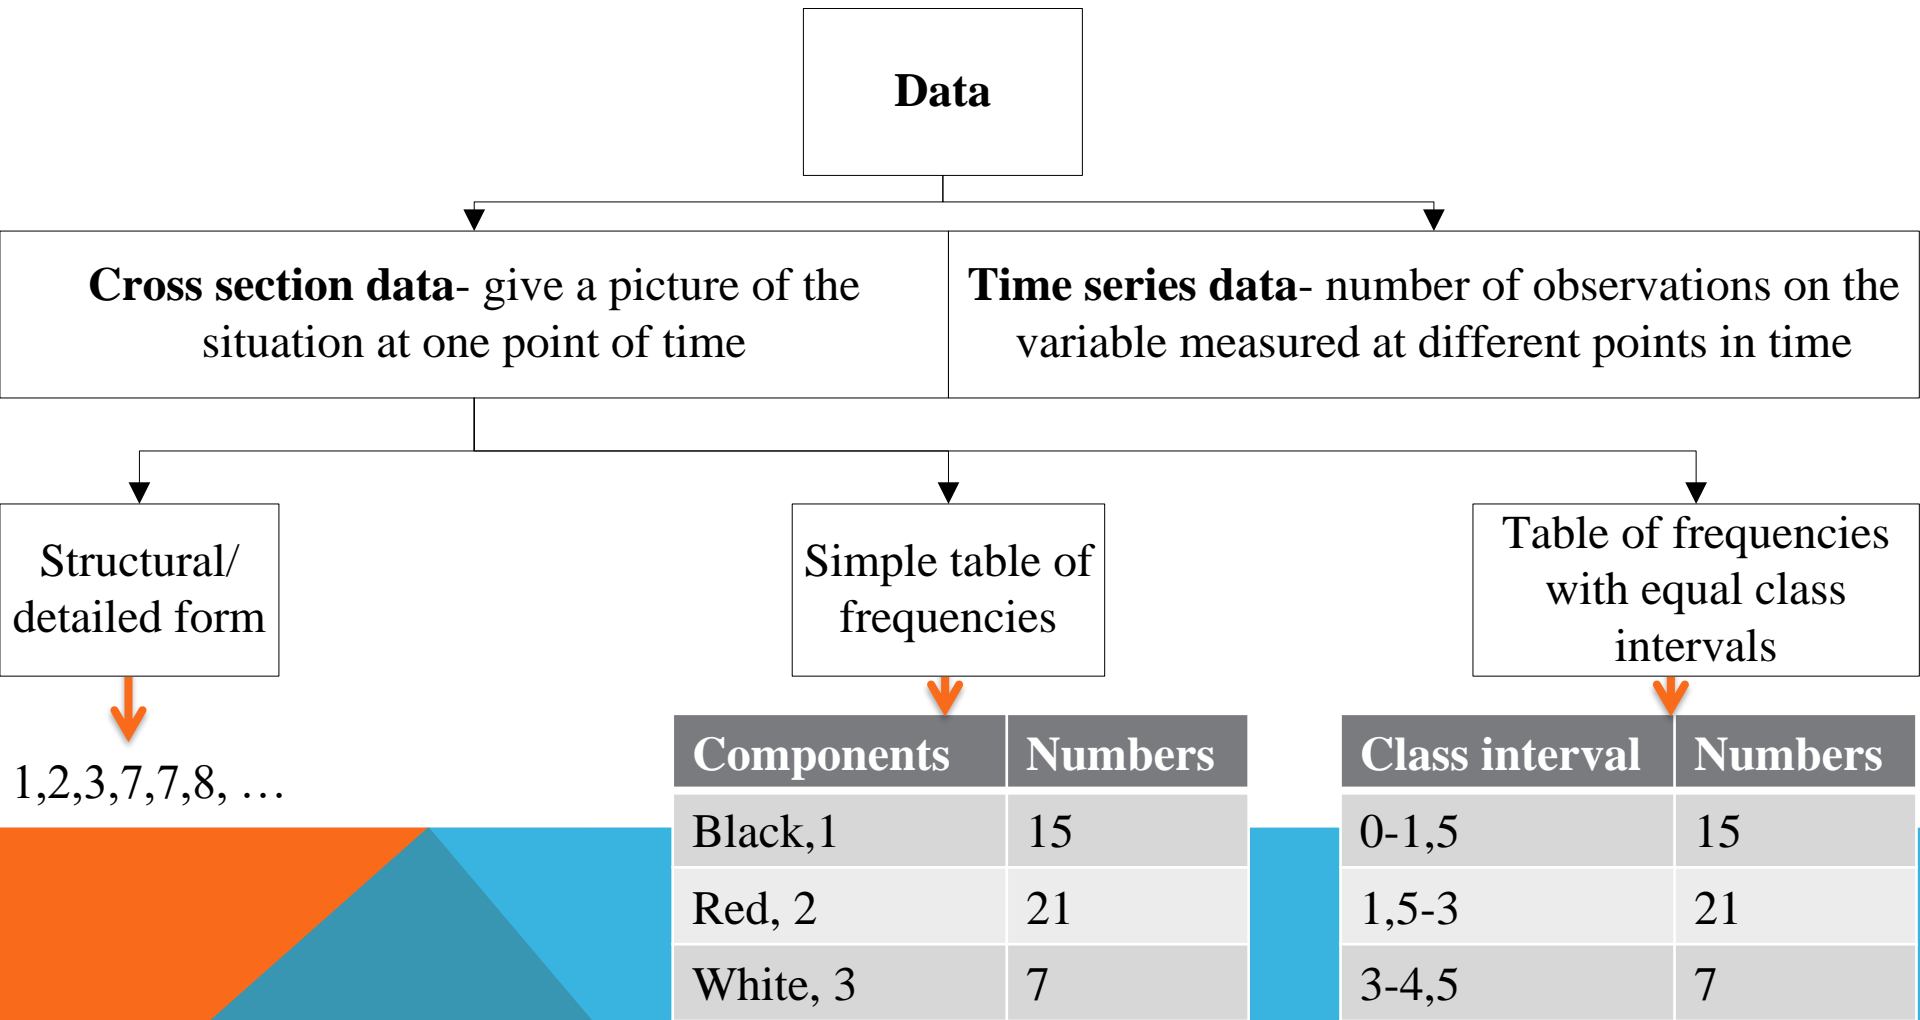 Data
Cross section data- give a picture of the
situation at one point of time
Time series data- number of observations on the
variable measured at different points in time
Structural/
detailed form
Simple table of
frequencies
Table of frequencies
with equal class
intervals
1,2,3,7,7,8, …
Components Numbers
Black,1 15
Red, 2 21
White, 3 7
Class interval Numbers
0-1,5 15
1,5-3 21
3-4,5 7